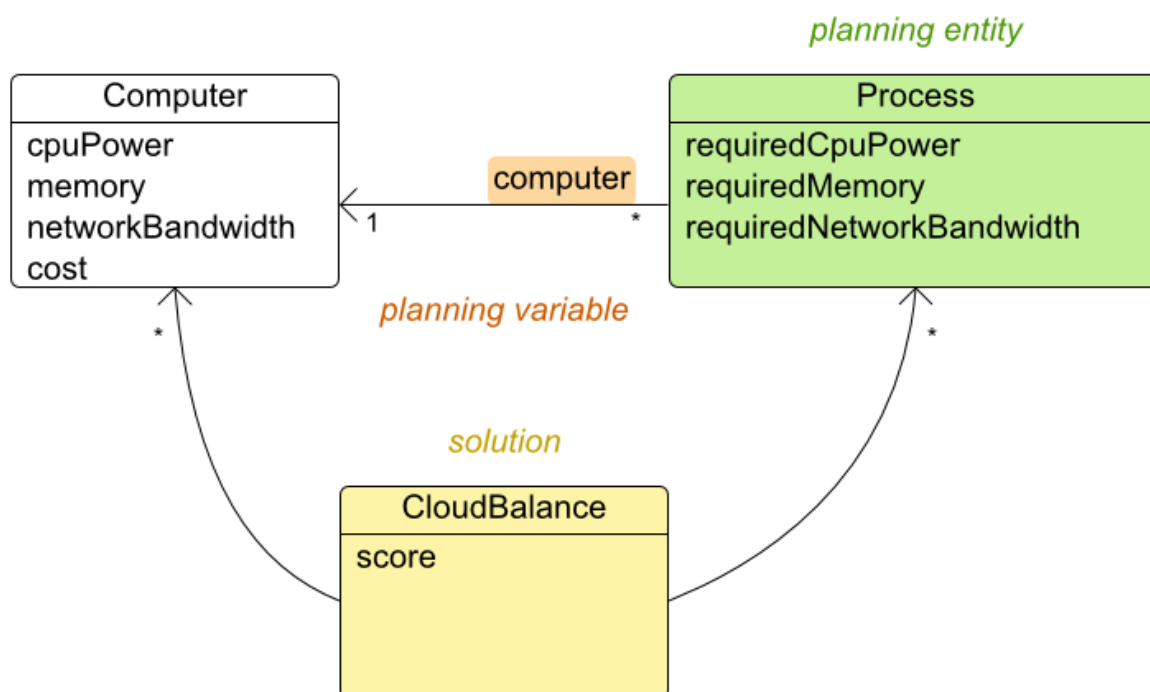 planning entity
Computer
cpuPower
memory
networkBandwidth
cost
Process
requiredCpuPower
requiredMemory
requiredNetworkBandwidth
computer
1
*
planning variable
*
*
solution
CloudBalance
score